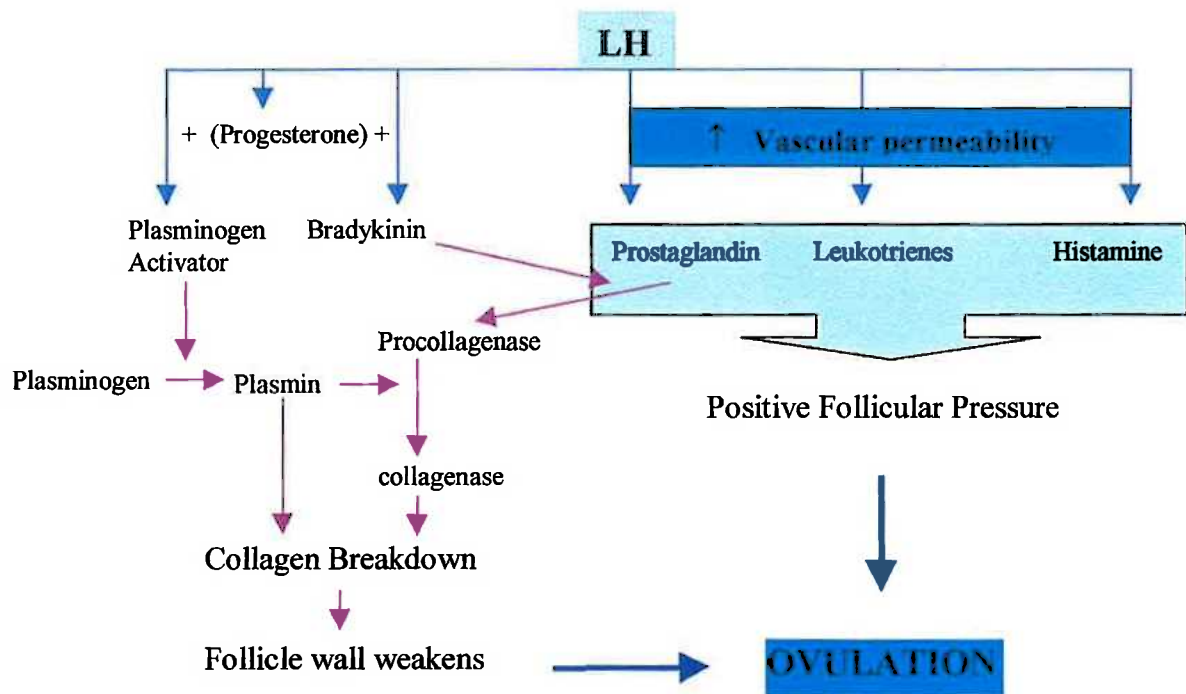 LH
+ (Progesterone) +
↑ Vascular permeability
Plasminogen
Activator
Bradykinin
Prostaglandin
Leukotrienes
Histamine
Procollagenase
Plasminogen
Plasmin
Positive Follicular Pressure
collagenase
Collagen Breakdown
Follicle wall weakens
OVULATION